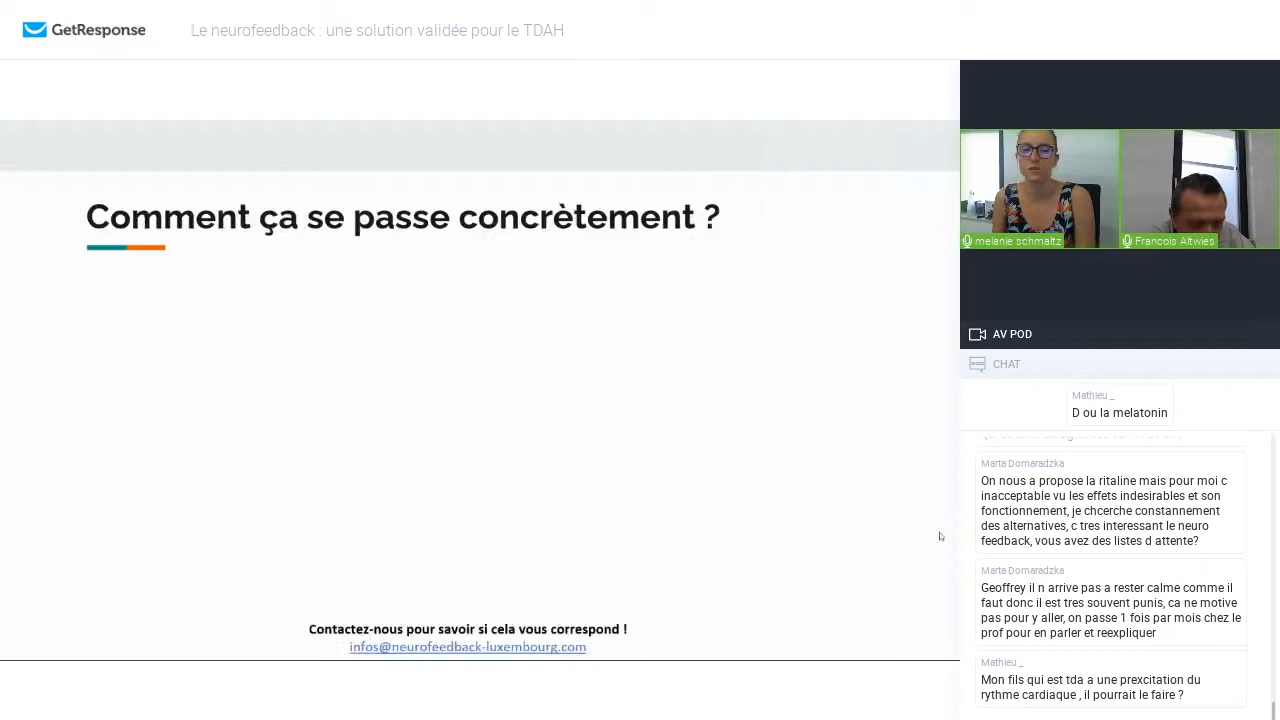 GetResponse
Le neurofeedback : une solution validée pour le TDAH
Comment ça se passe concrètement ?
Contactez-nous pour savoir si cela vous correspond !
infos@neurofeedback-luxembourg.com
melanie schmaltz
Francois Altwies
AV POD
CHAT
Mathieu _
D ou la melatonin
Marta Domaradzka
On nous a propose la ritaline mais pour moi c
inacceptable vu les effets indesirables et son
fonctionnement, je chcerche constannement
des alternatives, c tres interessant le neuro
feedback, vous avez des listes d attente?
Marta Domaradzka
Geoffrey il n arrive pas a rester calme comme il
faut donc il est tres souvent punis, ca ne motive
pas pour y aller, on passe 1 fois par mois chez le
prof pour en parler et reexpliquer
Mathieu _
Mon fils qui est tda a une prexcitation du
rythme cardiaque , il pourrait le faire ?